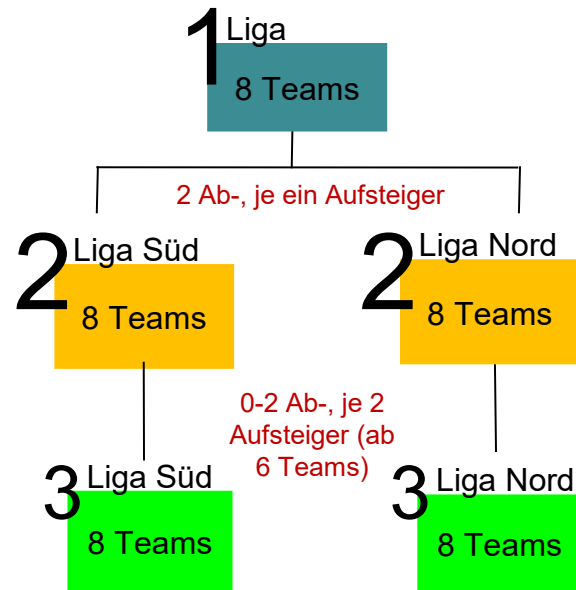 1 Liga
8 Teams
2 Ab-, je ein Aufsteiger
2 Liga Süd
8 Teams
2 Liga Nord
8 Teams
0-2 Ab-, je 2
Aufsteiger (ab
6 Teams)
3 Liga Süd
8 Teams
3 Liga Nord
8 Teams